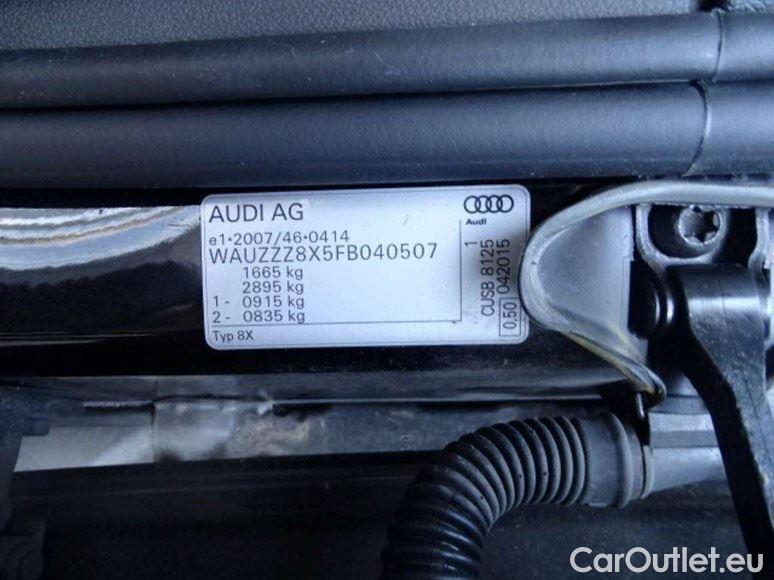 AUDI AG
Audi
e1*2007/46*0414
WAUZZZ8X5FB040507
1665 kg
2895 kg
1- 0915 kg
2- 0835 kg
Typ 8X
CUSB 8125 1
0,50 042015
CarOutlet.eu